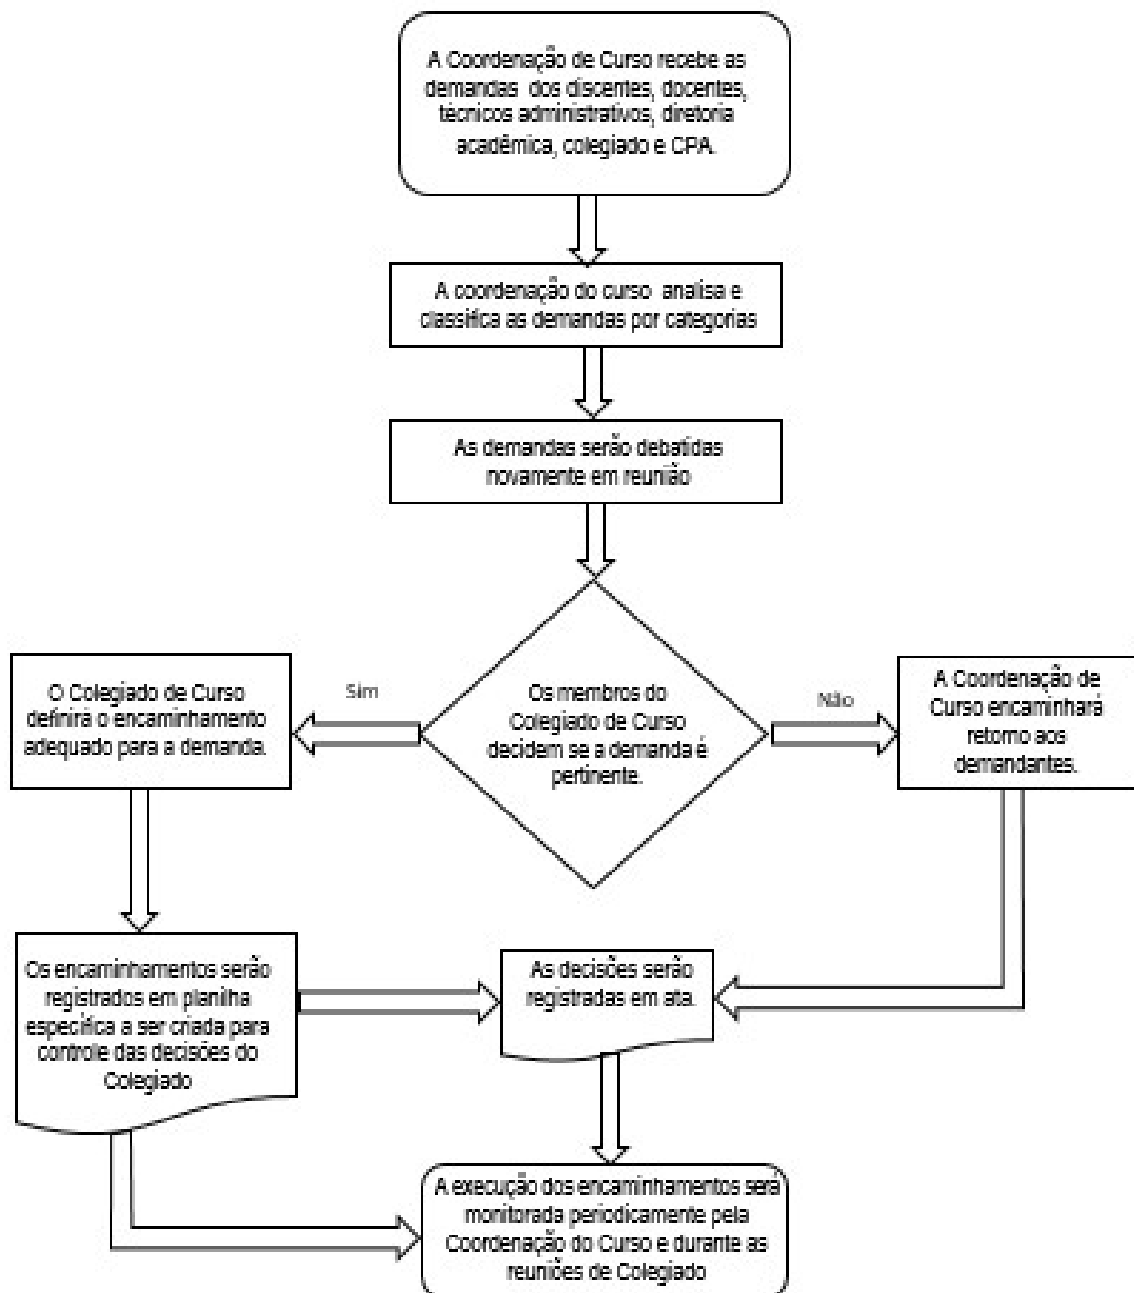 A Coordenação de Curso recebe as
demandas dos discentes, docentes,
técnicos administrativos, diretoria
acadêmica, colegiado e CPA.
A coordenação do curso analisa e
classifica as demandas por categorias
As demandas serão debatidas
novamente em reunião
Os membros do
Colegiado de Curso
decidem se a demanda é
pertinente.
Sim
Não
O Colegiado de Curso
definirá o encaminhamento
adequado para a demanda.
A Coordenação de
Curso encaminhará
retorno aos
demandantes.
Os encaminhamentos serão
registrados em planilha
específica a ser criada para
controle das decisões do
Colegiado
As decisões serão
registradas em ata.
A execução dos encaminhamentos será
monitorada periodicamente pela
Coordenação do Curso e durante as
reuniões de Colegiado